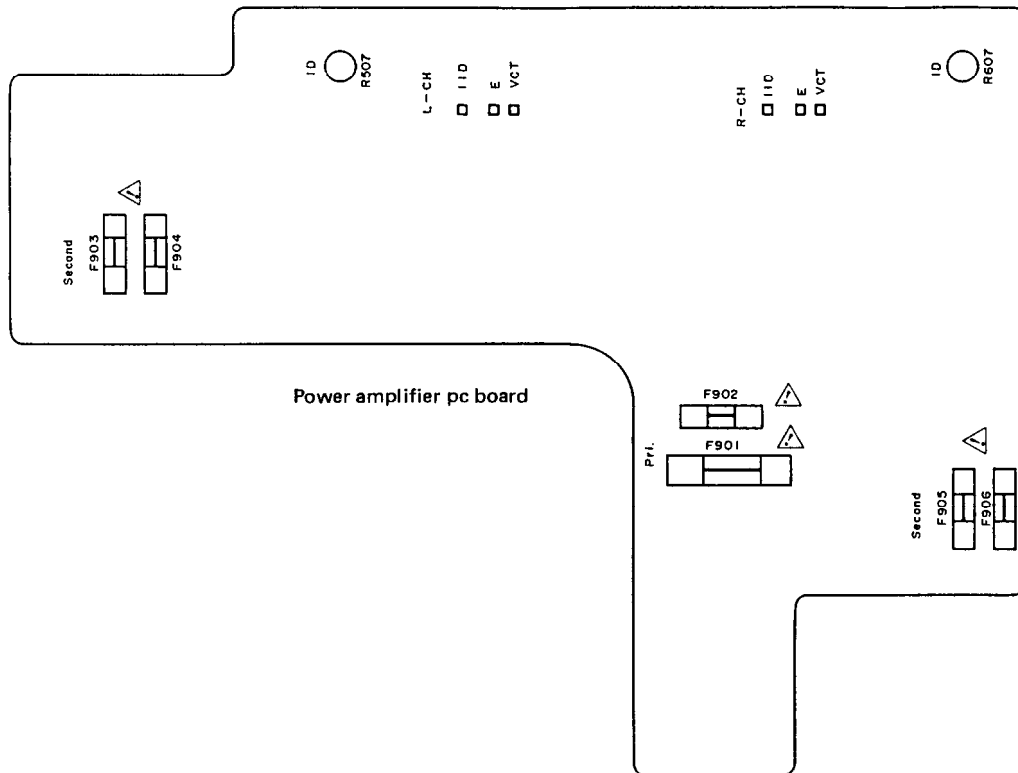 ID
R507
L-CH
IID
E
VCT
R-CH
IID
E
VCT
ID
R607
Second
F903
F904
Power amplifier pc board
F902
Pri.
F901
Second
F905
F906